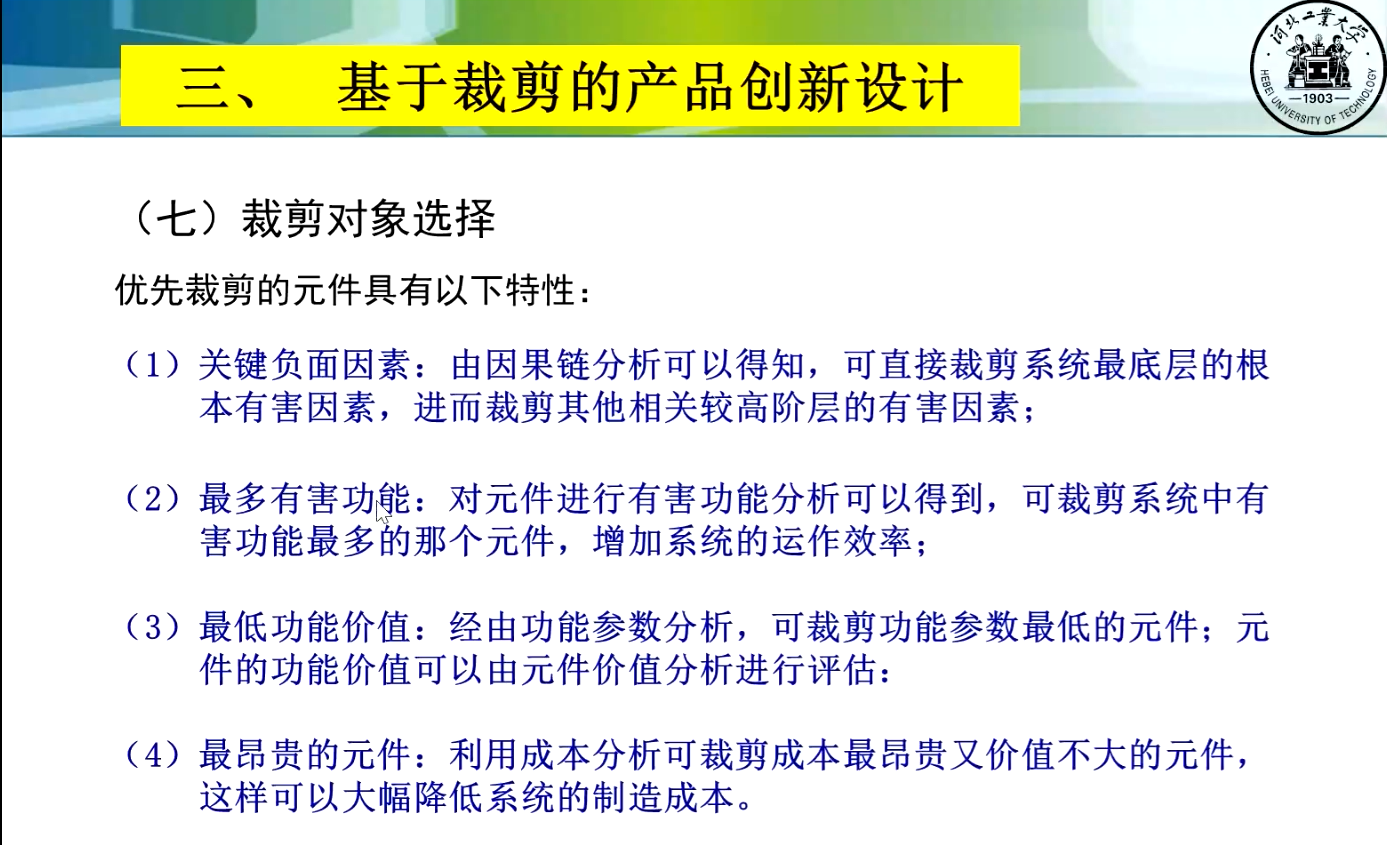 三、 基于裁剪的产品创新设计
河北工業大学
HEBEI UNIVERSITY OF TECHNOLOGY
1903
（七）裁剪对象选择
优先裁剪的元件具有以下特性：
（1）关键负面因素：由因果链分析可以得知，可直接裁剪系统最底层的根
本有害因素，进而裁剪其他相关较高阶层的有害因素；
（2）最多有害功能：对元件进行有害功能分析可以得到，可裁剪系统中有
害功能最多的那个元件，增加系统的运作效率；
（3）最低功能价值：经由功能参数分析，可裁剪功能参数最低的元件；元
件的功能价值可以由元件价值分析进行评估：
（4）最昂贵的元件：利用成本分析可裁剪成本最昂贵又价值不大的元件，
这样可以大幅降低系统的制造成本。